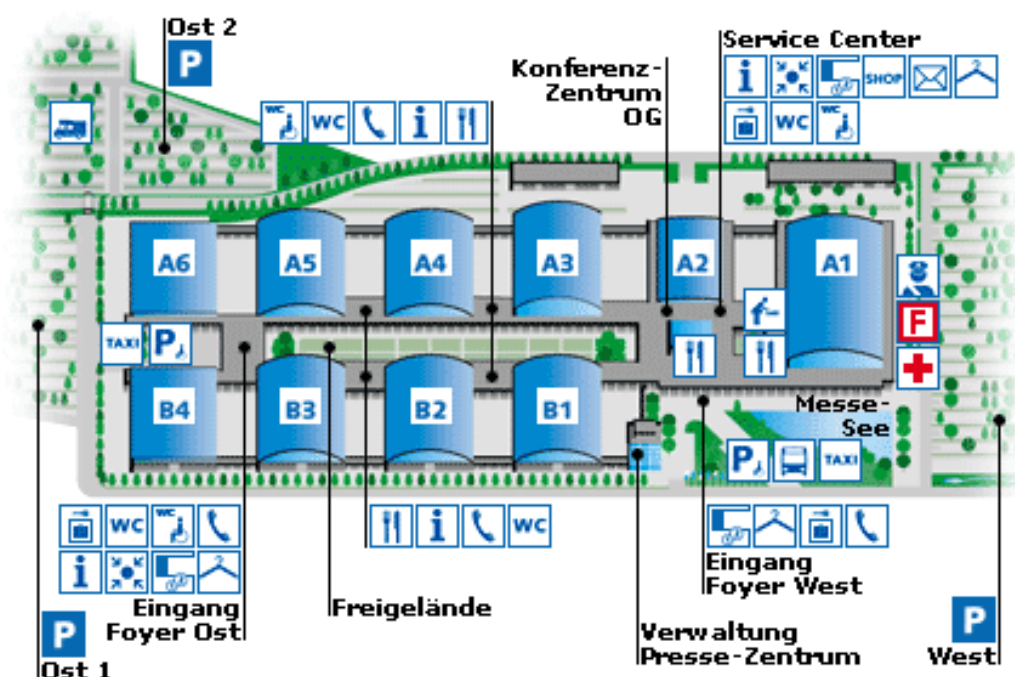 Ost 2
P
Service Center
i
SHOP
WC
WC
Konferenz-
Zentrum
OG
WC
WC
i
A6
A5
A4
A3
A2
A1
TAXI
P
F
B4
B3
B2
B1
Messe-
See
P
TAXI
WC
WC
i
Eingang
Foyer Ost
i
WC
Freigelände
Eingang
Foyer West
Verwaltung
Presse-Zentrum
P
Ost 1
P
West